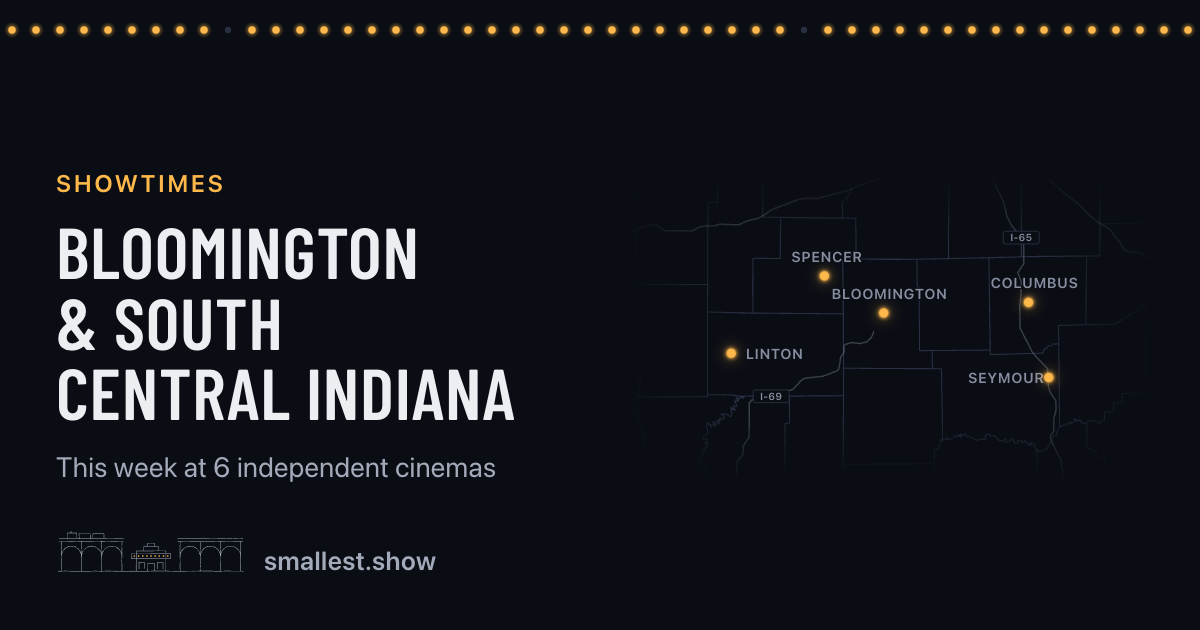 SHOWTIMES
BLOOMINGTON
& SOUTH
CENTRAL INDIANA
This week at 6 independent cinemas
smallest.show
I-65
SPENCER
COLUMBUS
BLOOMINGTON
LINTON
SEYMOUR
I-69